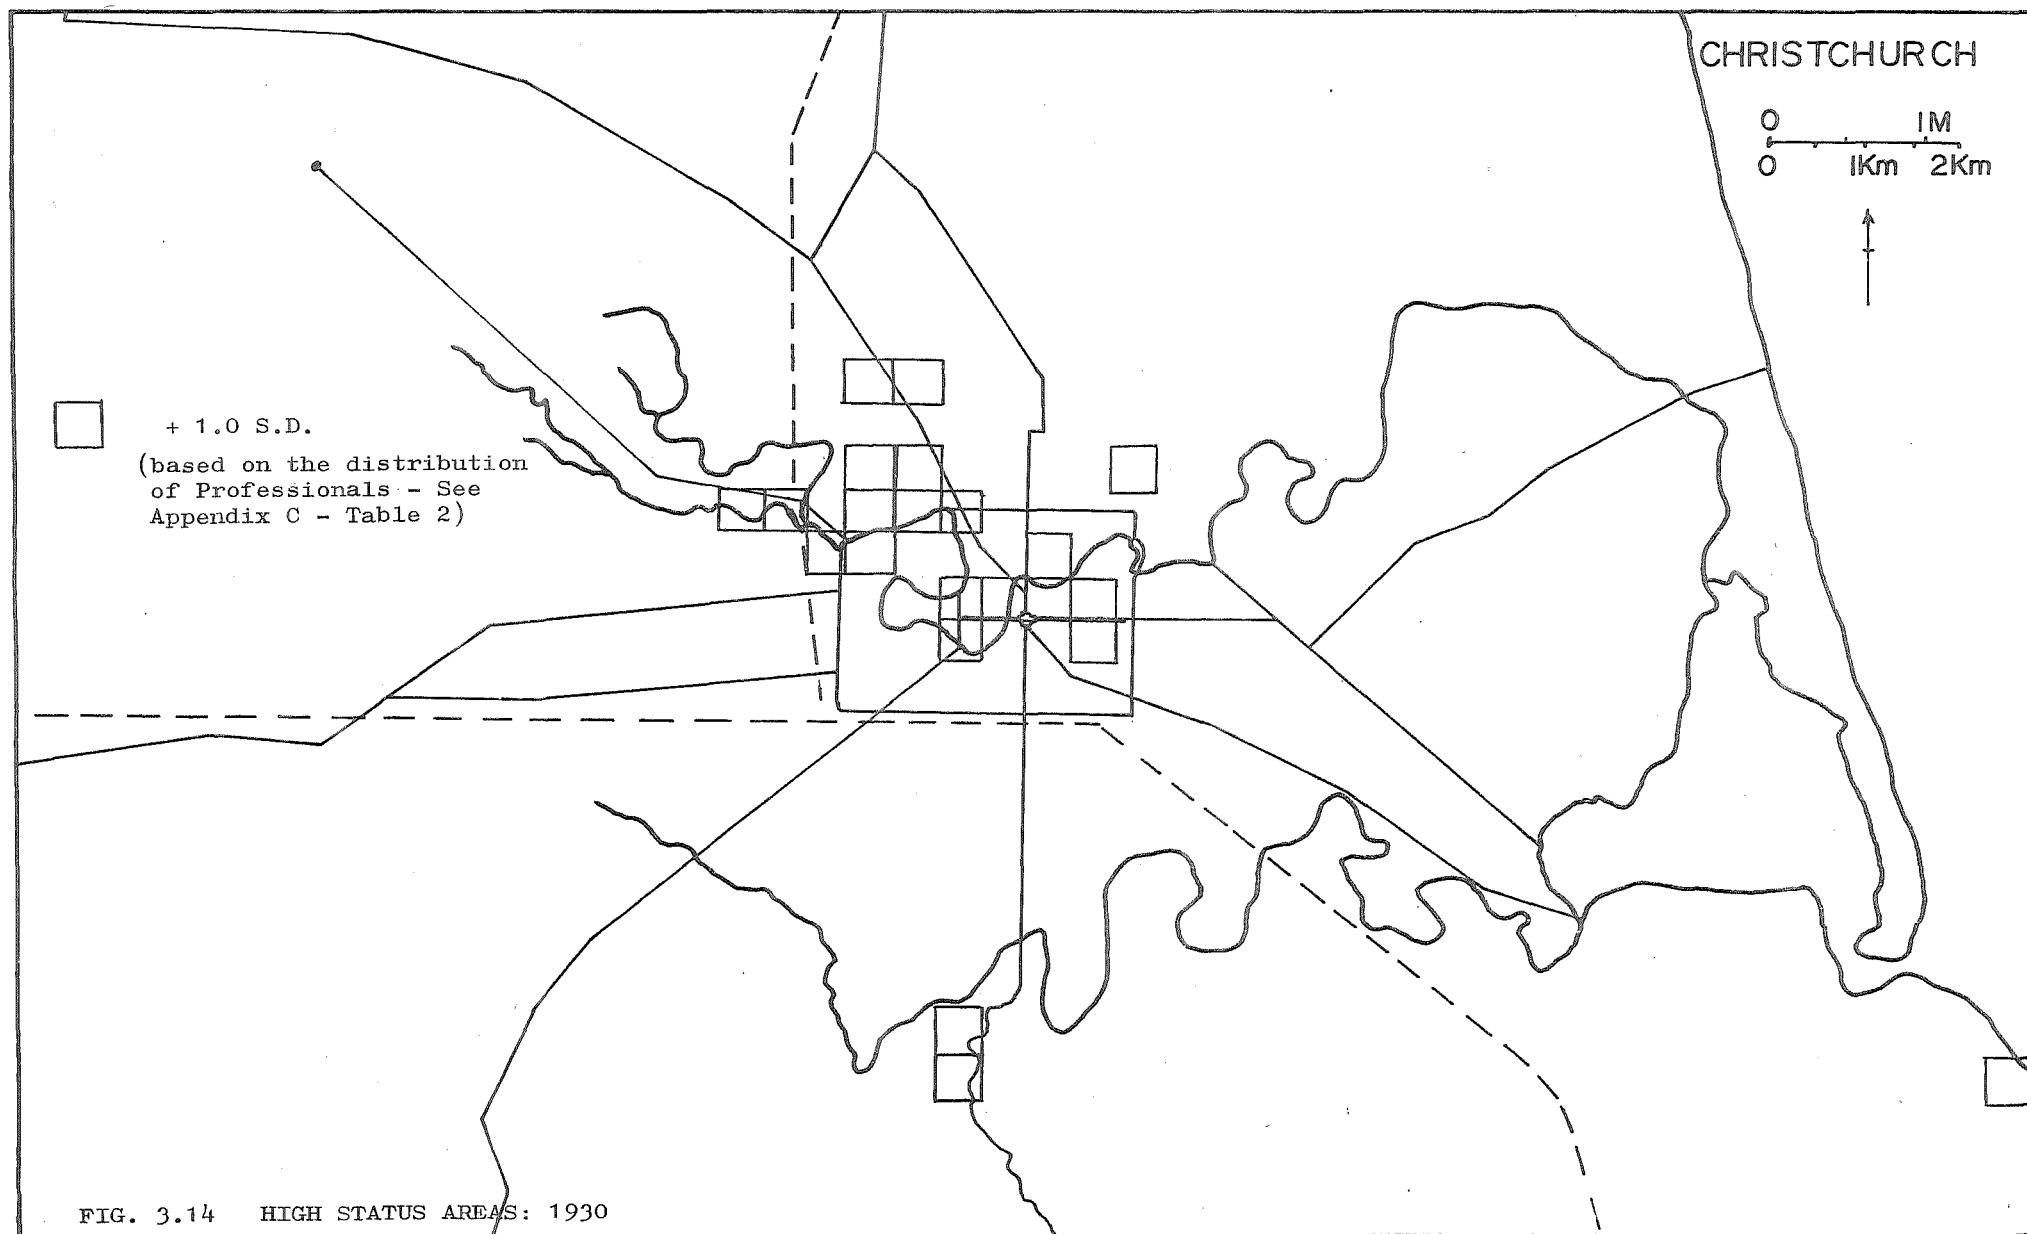 CHRISTCHURCH
0 1M
0 1Km 2Km
+ 1.0 S.D.
(based on the distribution
of Professionals - See
Appendix C - Table 2)
FIG. 3.14 HIGH STATUS AREAS: 1930